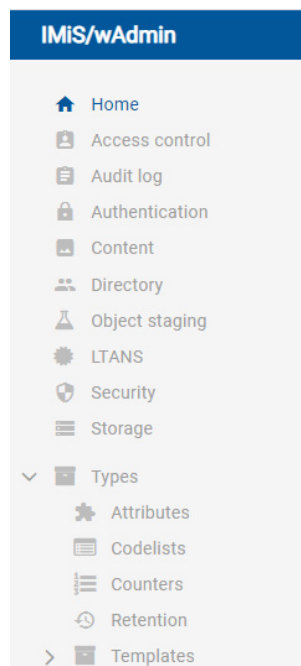 IMiS/wAdmin
Home
Access control
Audit log
Authentication
Content
Directory
Object staging
LTANS
Security
Storage
Types
Attributes
Codelists
Counters
Retention
Templates